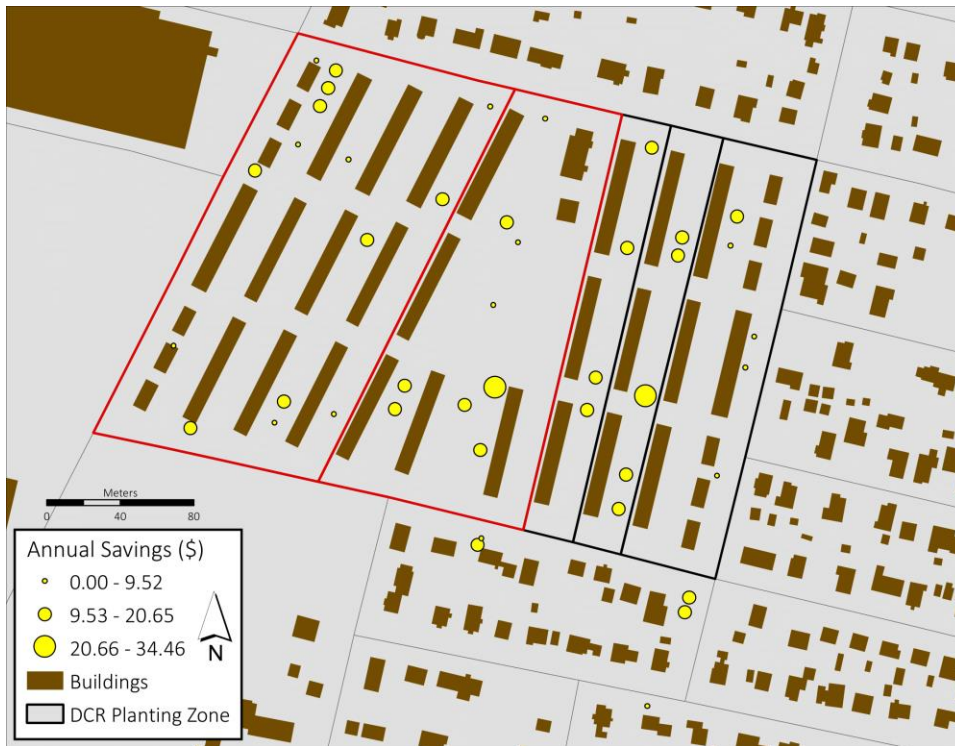 Meters
0 40 80
Annual Savings ($)
0.00 - 9.52
9.53 - 20.65
20.66 - 34.46
N
Buildings
DCR Planting Zone